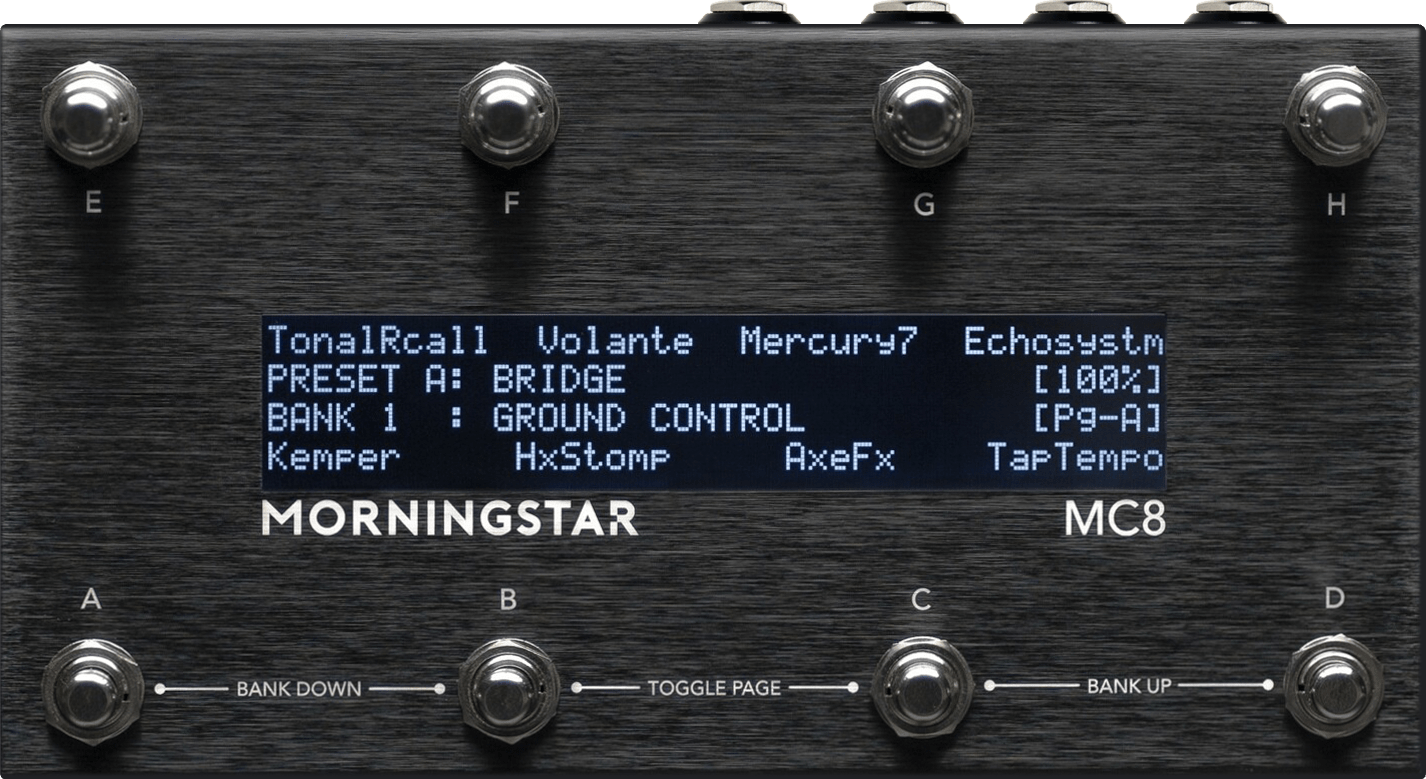 E F G H
TonalRcall Volante Mercury7 Echosystm
PRESET A: BRIDGE [100%]
BANK 1 : GROUND CONTROL [Pg-A]
Kemper HxStomp AxeFx TapTempo
MORNINGSTAR MC8
A B C D
BANK DOWN TOGGLE PAGE BANK UP